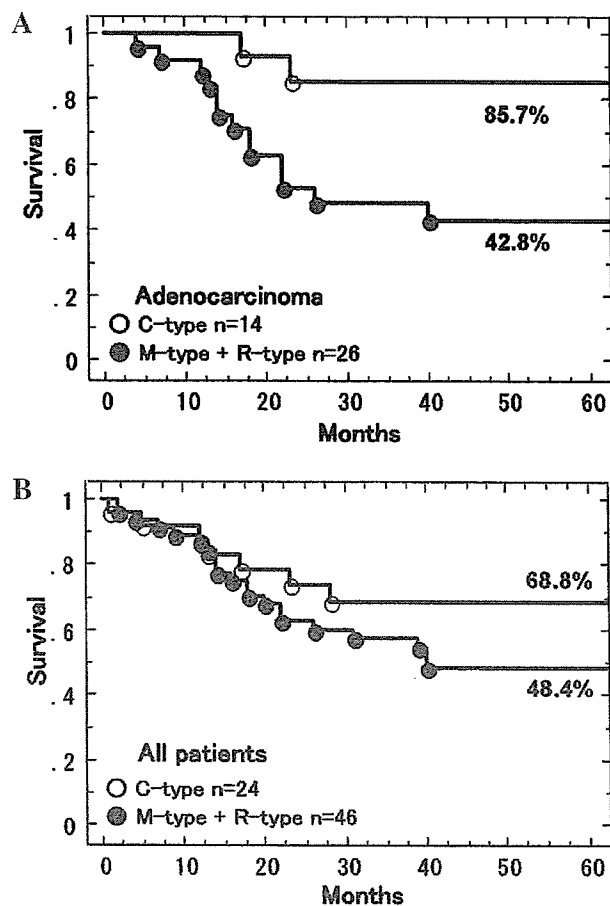 A
Survival
1
.8
.6
.4
.2
0
85.7%
42.8%
Adenocarcinoma
C-type n=14
M-type + R-type n=26
0 10 20 30 40 50 60
Months
B
Survival
1
.8
.6
.4
.2
0
68.8%
48.4%
All patients
C-type n=24
M-type + R-type n=46
0 10 20 30 40 50 60
Months